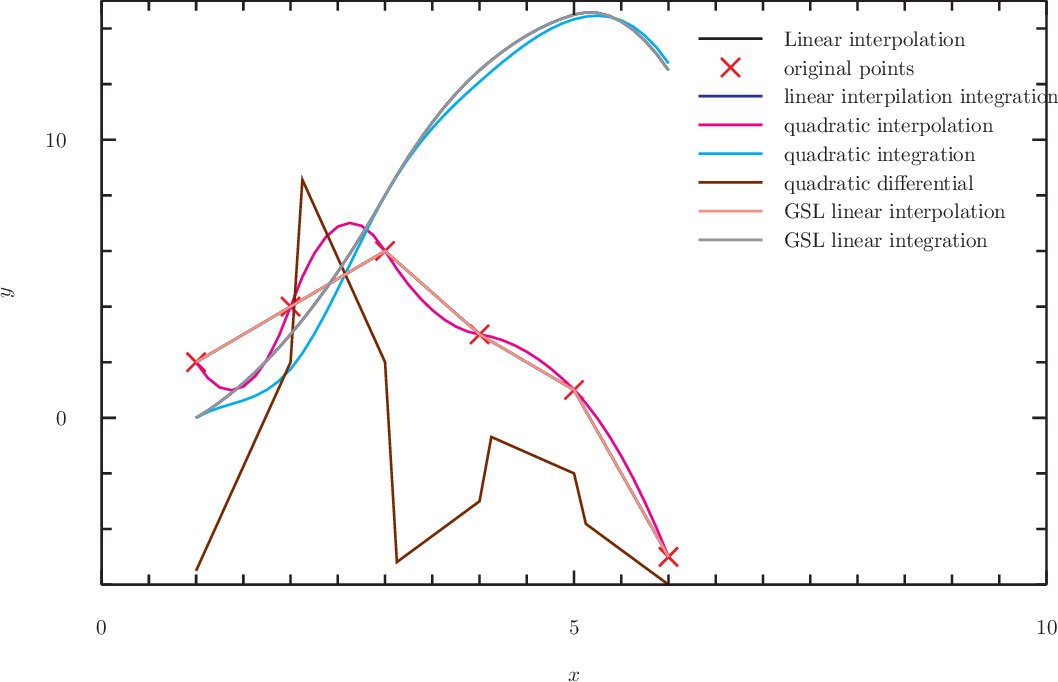 Linear interpolation
original points
linear interpilation integration
quadratic interpolation
quadratic integration
quadratic differential
GSL linear interpolation
GSL linear integration
10
0
y
0
5
10
x